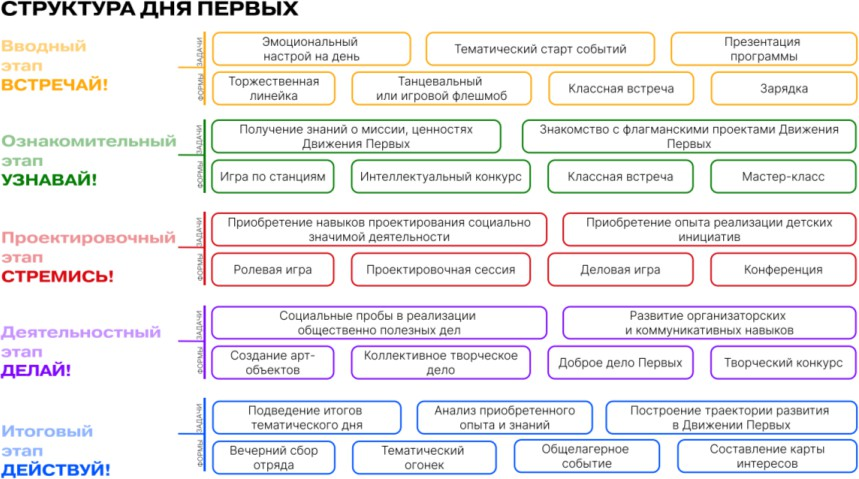 СТРУКТУРА ДНЯ ПЕРВЫХ
Вводный
этап
ВСТРЕЧАЙ!
ЗАДАЧИ
Эмоциональный
настрой на день
Тематический старт событий
Презентация
программы
ФОРМЫ
Торжественная
линейка
Танцевальный
или игровой флешмоб
Классная встреча
Зарядка
Ознакомительный
этап
УЗНАВАЙ!
ЗАДАЧИ
Получение знаний о миссии, ценностях
Движения Первых
Знакомство с флагманскими проектами Движения
Первых
ФОРМЫ
Игра по станциям
Интеллектуальный конкурс
Классная встреча
Мастер-класс
Проектировочный
этап
СТРЕМИСЬ!
ЗАДАЧИ
Приобретение навыков проектирования социально
значимой деятельности
Приобретение опыта реализации детских
инициатив
ФОРМЫ
Ролевая игра
Проектировочная сессия
Деловая игра
Конференция
Деятельностный
этап
ДЕЛАЙ!
ЗАДАЧИ
Социальные пробы в реализации
общественно полезных дел
Развитие организаторских
и коммуникативных навыков
ФОРМЫ
Создание арт-
объектов
Коллективное творческое
дело
Доброе дело Первых
Творческий конкурс
Итоговый
этап
ДЕЙСТВУЙ!
ЗАДАЧИ
Подведение итогов
тематического дня
Анализ приобретенного
опыта и знаний
Построение траектории развития
в Движении Первых
ФОРМЫ
Вечерний сбор
отряда
Тематический
огонек
Общелагерное
событие
Составление карты
интересов